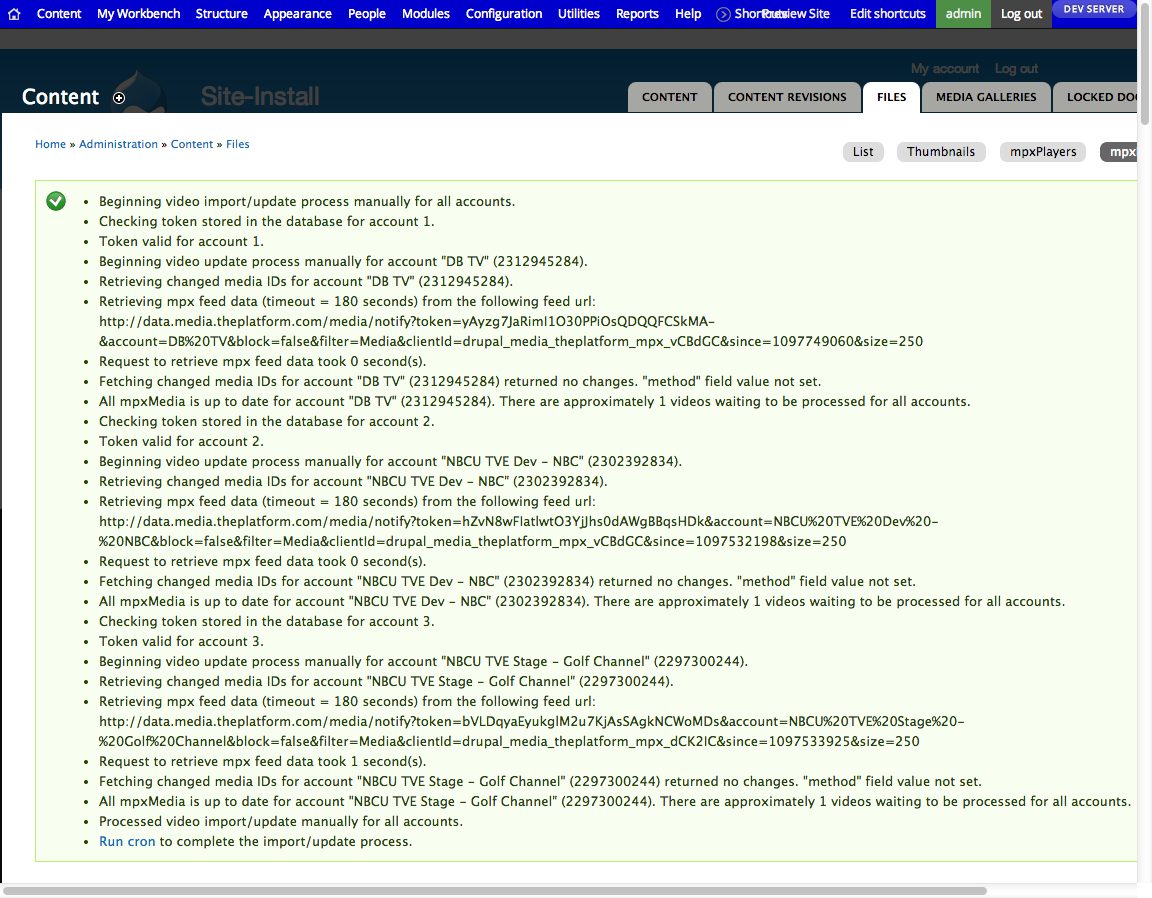 Content My Workbench Structure Appearance People Modules Configuration Utilities Reports Help Shortcuts Preview Site Edit shortcuts admin Log out DEV SERVER
My account Log out
Content Site-Install
CONTENT CONTENT REVISIONS FILES MEDIA GALLERIES LOCKED DO
Home » Administration » Content » Files
List Thumbnails mpxPlayers mpx
• Beginning video import/update process manually for all accounts.
• Checking token stored in the database for account 1.
• Token valid for account 1.
• Beginning video update process manually for account "DB TV" (2312945284).
• Retrieving changed media IDs for account "DB TV" (2312945284).
• Retrieving mpx feed data (timeout = 180 seconds) from the following feed url:
http://data.media.theplatform.com/media/notify?token=yAyzg7JaRimI1O30PPiOsQDQQFCSkMA-
&account=DB%20TV&block=false&filter=Media&clientId=drupal_media_theplatform_mpx_vCBdGC&since=1097749060&size=250
• Request to retrieve mpx feed data took 0 second(s).
• Fetching changed media IDs for account "DB TV" (2312945284) returned no changes. "method" field value not set.
• All mpxMedia is up to date for account "DB TV" (2312945284). There are approximately 1 videos waiting to be processed for all accounts.
• Checking token stored in the database for account 2.
• Token valid for account 2.
• Beginning video update process manually for account "NBCU TVE Dev - NBC" (2302392834).
• Retrieving changed media IDs for account "NBCU TVE Dev - NBC" (2302392834).
• Retrieving mpx feed data (timeout = 180 seconds) from the following feed url:
http://data.media.theplatform.com/media/notify?token=hZvN8wFIatlwtO3YjJhs0dAWgBBqsHDk&account=NBCU%20TVE%20Dev%20-
%20NBC&block=false&filter=Media&clientId=drupal_media_theplatform_mpx_vCBdGC&since=1097532198&size=250
• Request to retrieve mpx feed data took 0 second(s).
• Fetching changed media IDs for account "NBCU TVE Dev - NBC" (2302392834) returned no changes. "method" field value not set.
• All mpxMedia is up to date for account "NBCU TVE Dev - NBC" (2302392834). There are approximately 1 videos waiting to be processed for all accounts.
• Checking token stored in the database for account 3.
• Token valid for account 3.
• Beginning video update process manually for account "NBCU TVE Stage - Golf Channel" (2297300244).
• Retrieving changed media IDs for account "NBCU TVE Stage - Golf Channel" (2297300244).
• Retrieving mpx feed data (timeout = 180 seconds) from the following feed url:
http://data.media.theplatform.com/media/notify?token=bVLDqyaEyukglM2u7KjAsSAgkNCWoMDs&account=NBCU%20TVE%20Stage%20-
%20Golf%20Channel&block=false&filter=Media&clientId=drupal_media_theplatform_mpx_dCK2IC&since=1097533925&size=250
• Request to retrieve mpx feed data took 1 second(s).
• Fetching changed media IDs for account "NBCU TVE Stage - Golf Channel" (2297300244) returned no changes. "method" field value not set.
• All mpxMedia is up to date for account "NBCU TVE Stage - Golf Channel" (2297300244). There are approximately 1 videos waiting to be processed for all accounts.
• Processed video import/update manually for all accounts.
• Run cron to complete the import/update process.